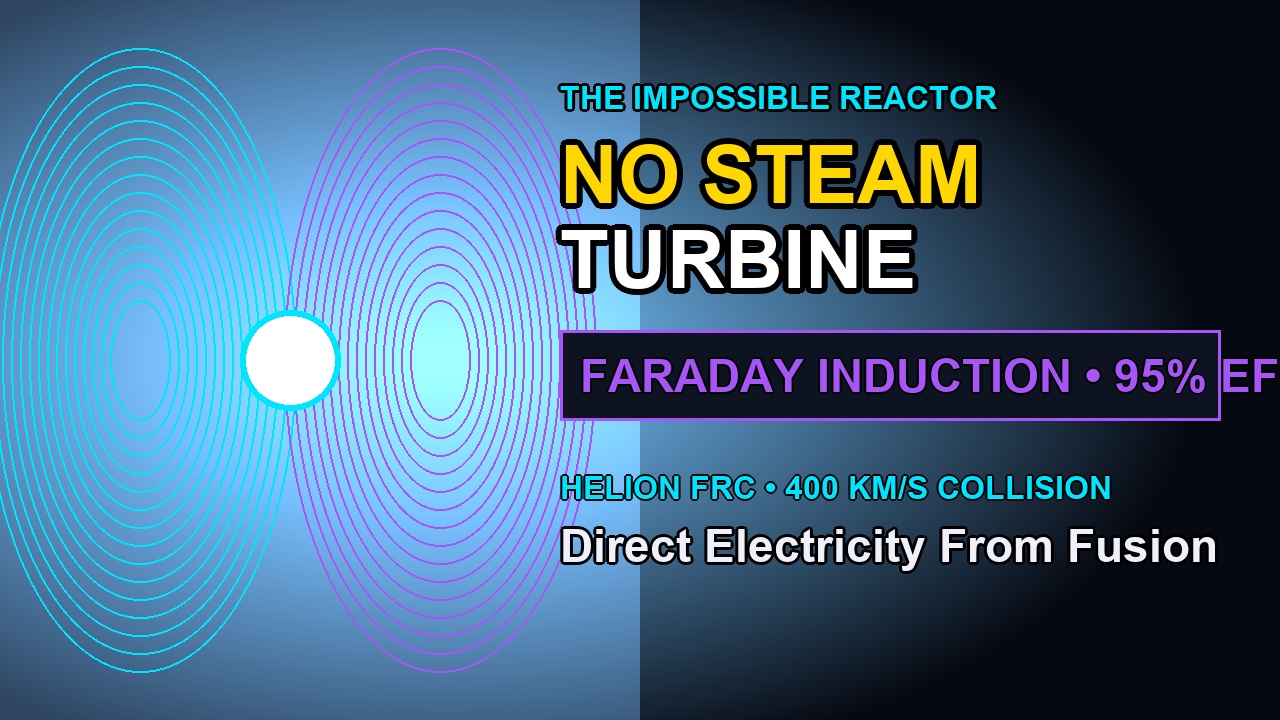 THE IMPOSSIBLE REACTOR
NO STEAM
TURBINE
FARADAY INDUCTION • 95% EF
HELION FRC • 400 KM/S COLLISION
Direct Electricity From Fusion